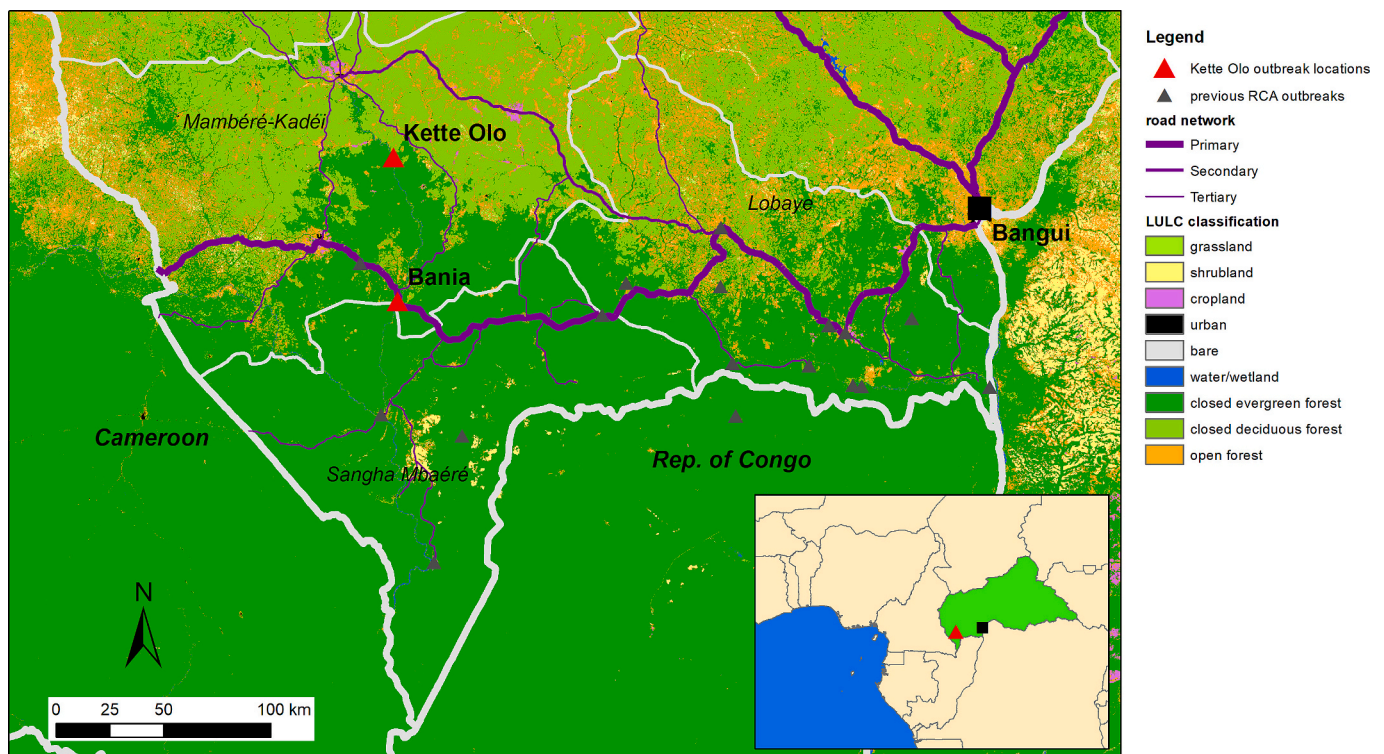 Mambéré-Kadéi
Kette Olo
Lobaye
Bangui
Bania
Cameroon
Rep. of Congo
Sangha Mbaéré
N
0 25 50 100 km
Legend
Kette Olo outbreak locations
previous RCA outbreaks
road network
Primary
Secondary
Tertiary
LULC classification
grassland
shrubland
cropland
urban
bare
water/wetland
closed evergreen forest
closed deciduous forest
open forest